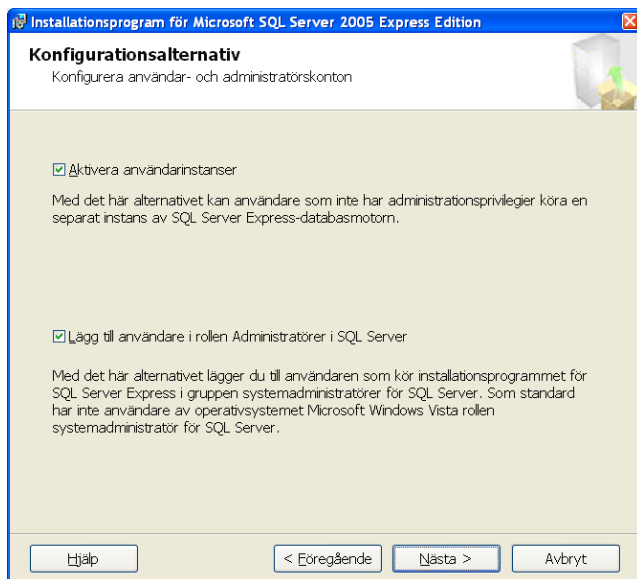 Installationsprogram för Microsoft SQL Server 2005 Express Edition
Konfigurationsalternativ
Konfigurera användar- och administratörskonton
Aktivera användarinstanser
Med det här alternativet kan användare som inte har administrationsprivilegier köra en
separat instans av SQL Server Express-databasmotorn.
Lägg till användare i rollen Administratörer i SQL Server
Med det här alternativet lägger du till användaren som kör installationsprogrammet för
SQL Server Express i gruppen systemadministratörer för SQL Server. Som standard
har inte användare av operativsystemet Microsoft Windows Vista rollen
systemadministratör för SQL Server.
Hjälp
< Föregående
Nästa >
Avbryt